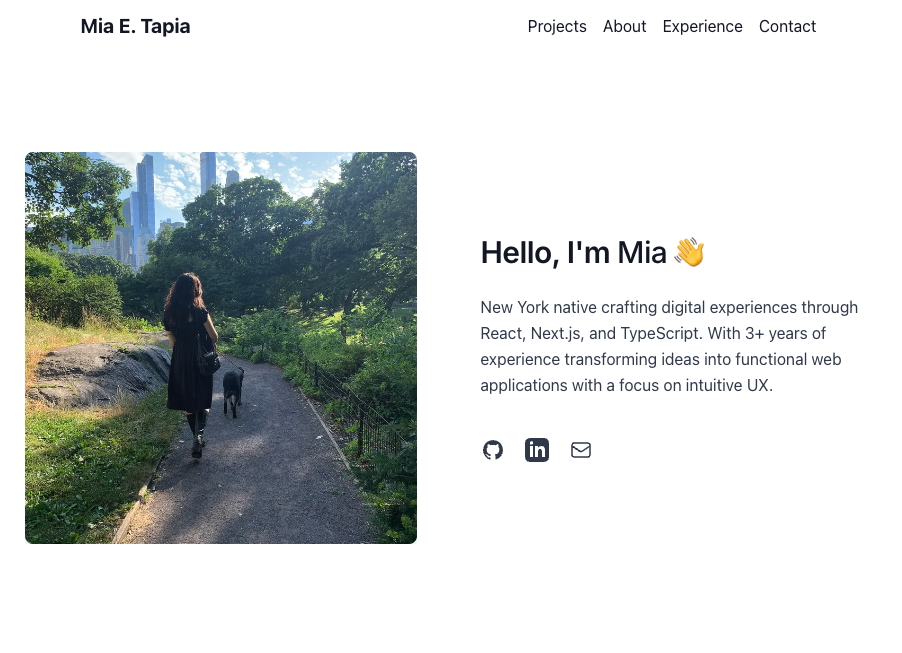 Mia E. Tapia
Projects About Experience Contact
Hello, I'm Mia 👋
New York native crafting digital experiences through
React, Next.js, and TypeScript. With 3+ years of
experience transforming ideas into functional web
applications with a focus on intuitive UX.
in